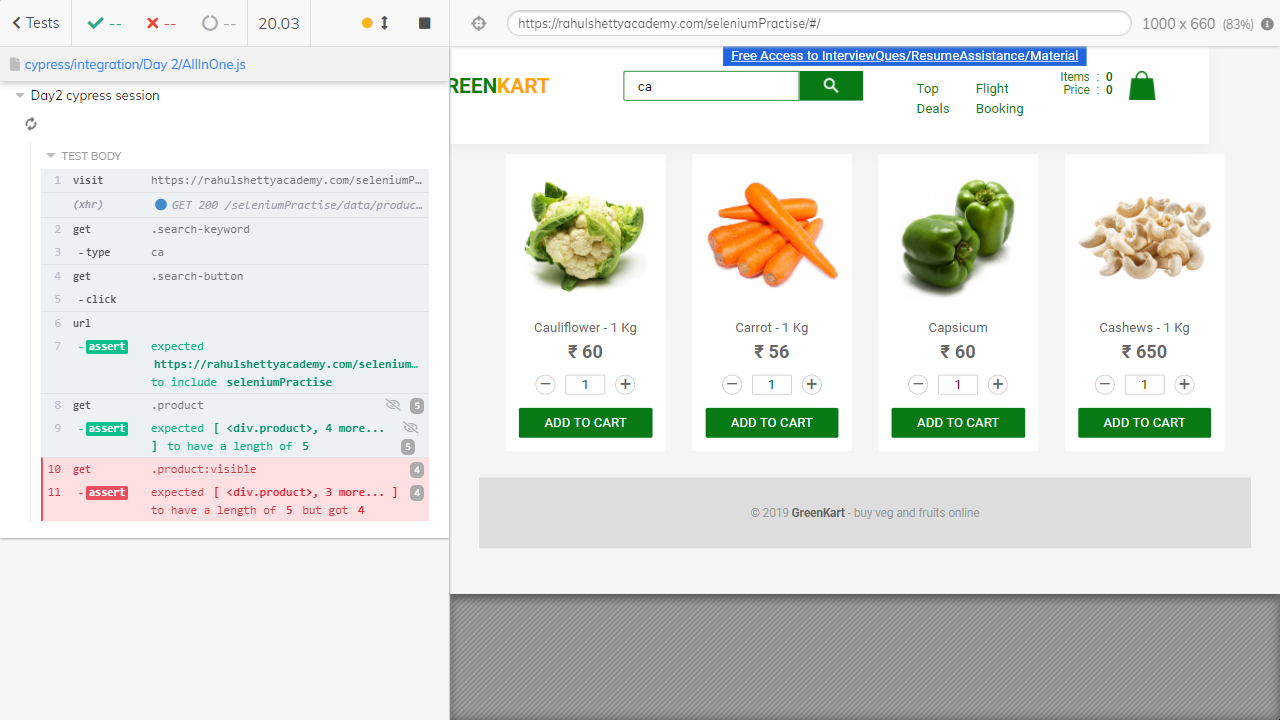 Tests
--
--
--
20.03
https://rahulshettyacademy.com/seleniumPractise/#/
1000 x 660 (83%)
cypress/integration/Day 2/AllInOne.js
Day2 cypress session
TEST BODY
1 visit https://rahulshettyacademy.com/seleniumP…
(xhr) GET 200 /seleniumPractise/data/produc…
2 get .search-keyword
3 -type ca
4 get .search-button
5 -click
6 url
7 -assert expected
https://rahulshettyacademy.com/selenium…
to include seleniumPractise
8 get .product 5
9 -assert expected [ <div.product>, 4 more...
] to have a length of 5 5
10 get .product:visible 4
11 -assert expected [ <div.product>, 3 more... ] 4
to have a length of 5 but got 4
Free Access to InterviewQues/ResumeAssistance/Material
REENKART
ca
Top
Deals
Flight
Booking
Items : 0
Price : 0
Cauliflower - 1 Kg
₹ 60
− 1 +
ADD TO CART
Carrot - 1 Kg
₹ 56
− 1 +
ADD TO CART
Capsicum
₹ 60
− 1 +
ADD TO CART
Cashews - 1 Kg
₹ 650
− 1 +
ADD TO CART
© 2019 GreenKart - buy veg and fruits online